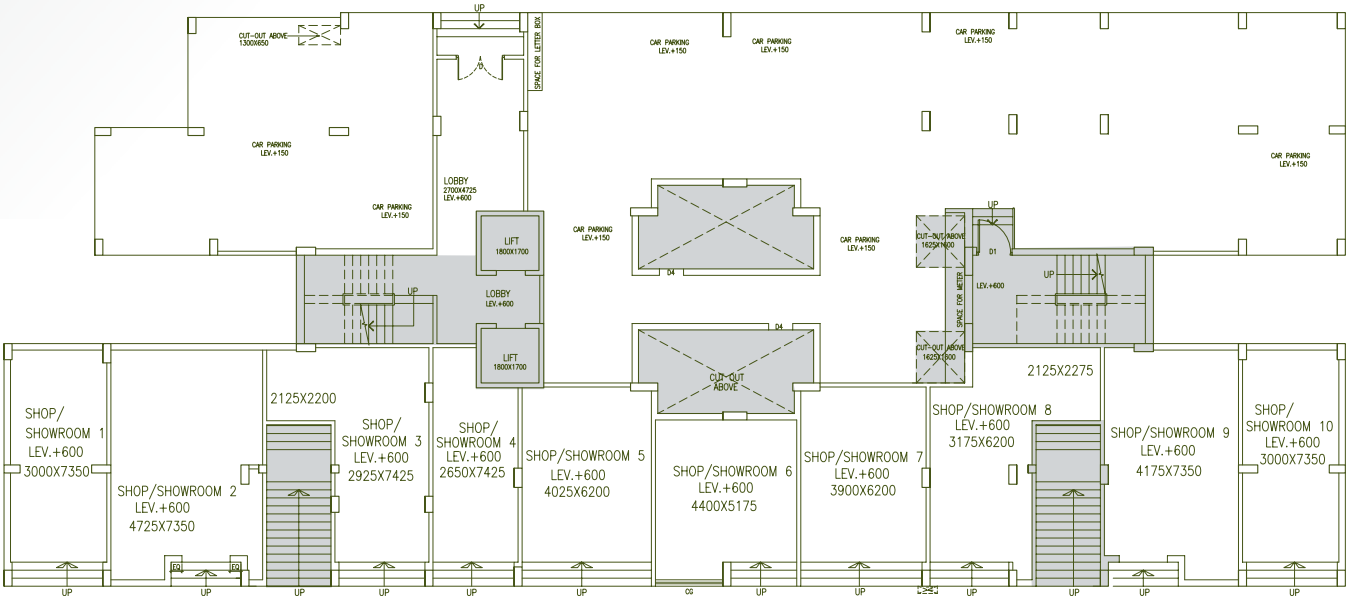 UP
CUT-OUT ABOVE
1300X650
D
SPACE FOR LETTER BOX
CAR PARKING
LEV.+150
CAR PARKING
LEV.+150
CAR PARKING
LEV.+150
CAR PARKING
LEV.+150
CAR PARKING
LEV.+150
LOBBY
2700X4725
LEV.+600
CAR PARKING
LEV.+150
CAR PARKING
LEV.+150
CAR PARKING
LEV.+150
LIFT
1800X1700
UP
CUT-OUT ABOVE
1625X1600
D1
D4
LOBBY
LEV.+600
UP
UP
LEV.+600
SPACE FOR METER
D4
LIFT
1800X1700
CUT-OUT
ABOVE
CUT-OUT ABOVE
1625X1600
2125X2200
2125X2275
SHOP/
SHOWROOM 1
LEV.+600
3000X7350
SHOP/SHOWROOM 2
LEV.+600
4725X7350
SHOP/
SHOWROOM 3
LEV.+600
2925X7425
SHOP/
SHOWROOM 4
LEV.+600
2650X7425
SHOP/SHOWROOM 5
LEV.+600
4025X6200
SHOP/SHOWROOM 6
LEV.+600
4400X5175
SHOP/SHOWROOM 7
LEV.+600
3900X6200
SHOP/SHOWROOM 8
LEV.+600
3175X6200
SHOP/SHOWROOM 9
LEV.+600
4175X7350
SHOP/
SHOWROOM 10
LEV.+600
3000X7350
EQ
EQ
UP
UP
UP
UP
UP
UP
CG
UP
UP
UP
UP
UP
UP